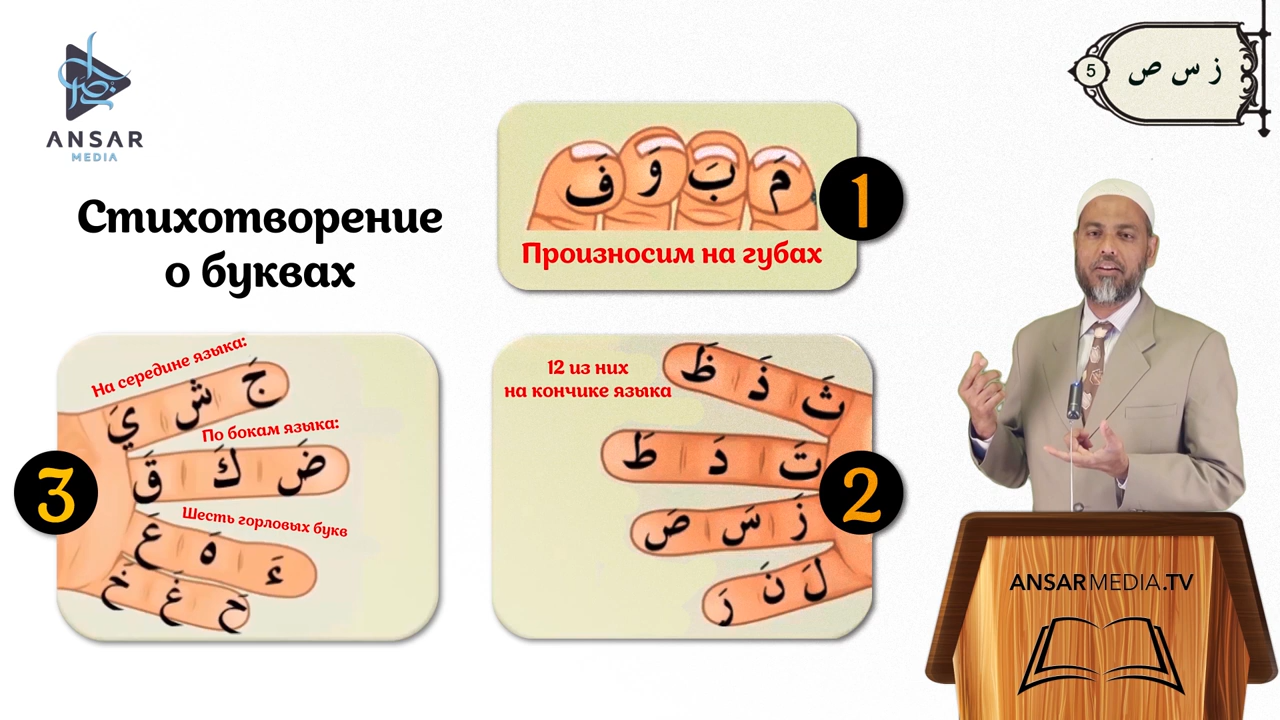 ANSAR
MEDIA
5
ز س ص
Стихотворение
о буквах
مَ بَ وَ فَ
1
Произносим на губах
3
На середине языка:
جَ شَ يَ
По бокам языка:
ضَ كَ قَ
Шесть горловых букв
ءَ هَ عَ
حَ غَ خَ
12 из них
на кончике языка
2
ثَ ذَ ظَ
تَ دَ طَ
زَ سَ صَ
لَ نَ رَ
ANSARMEDIA.TV